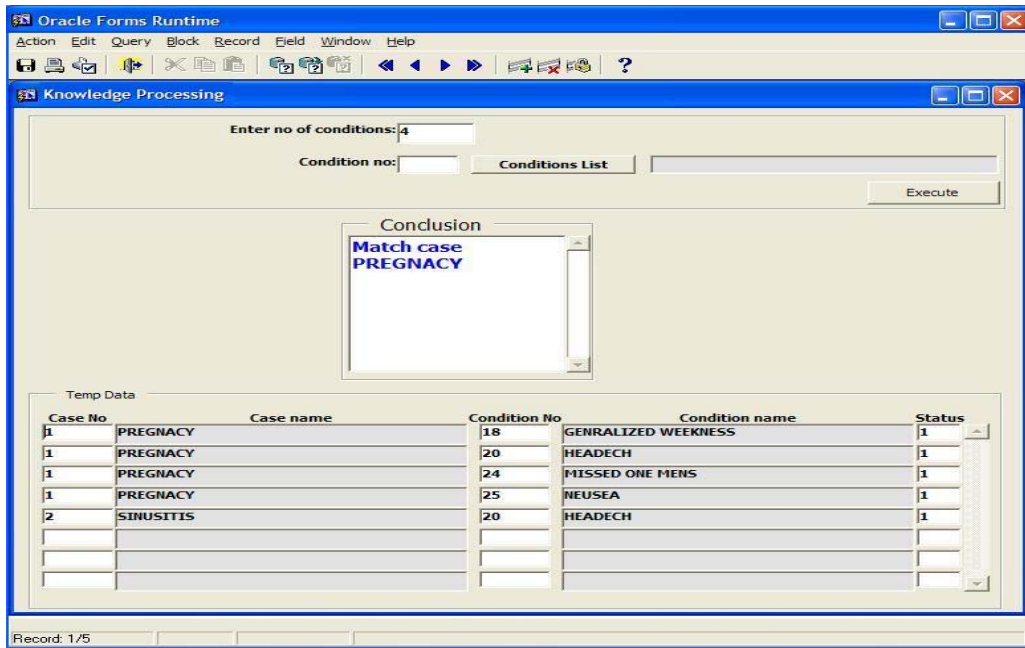 Oracle Forms Runtime
Action Edit Query Block Record Field Window Help
Knowledge Processing
Enter no of conditions: 4
Condition no: Conditions List
Execute
Conclusion
Match case
PREGNACY
Temp Data
Case No Case name Condition No Condition name Status
1 PREGNACY 18 GENRALIZED WEEKNESS 1
1 PREGNACY 20 HEADECH 1
1 PREGNACY 24 MISSED ONE MENS 1
1 PREGNACY 25 NEUSEA 1
2 SINUSITIS 20 HEADECH 1
Record: 1/5